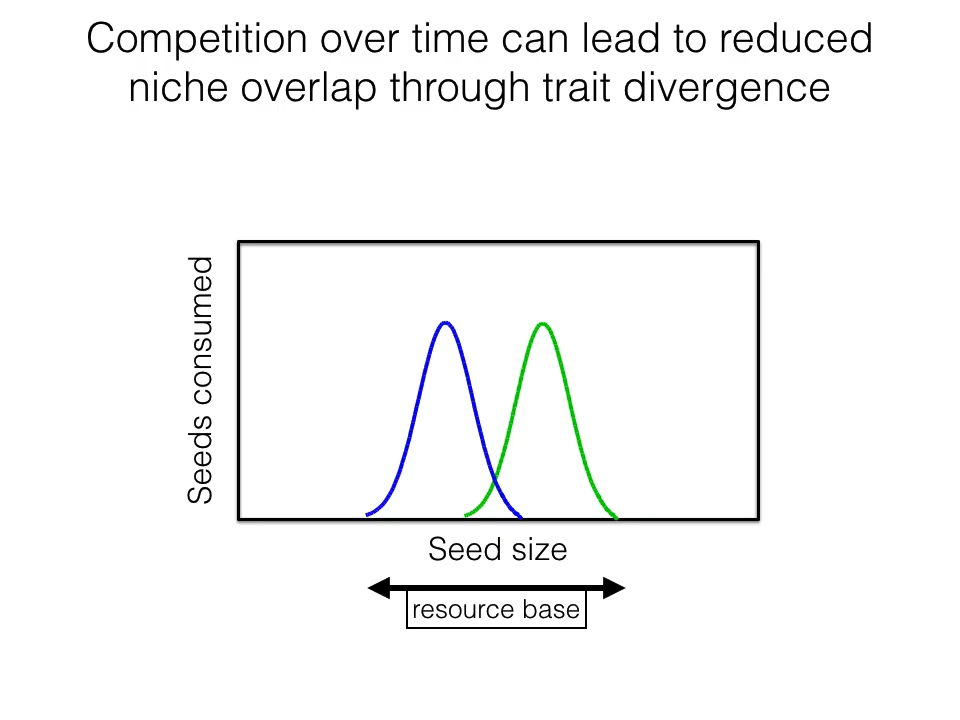 Competition over time can lead to reduced
niche overlap through trait divergence
Seeds consumed
Seed size
resource base